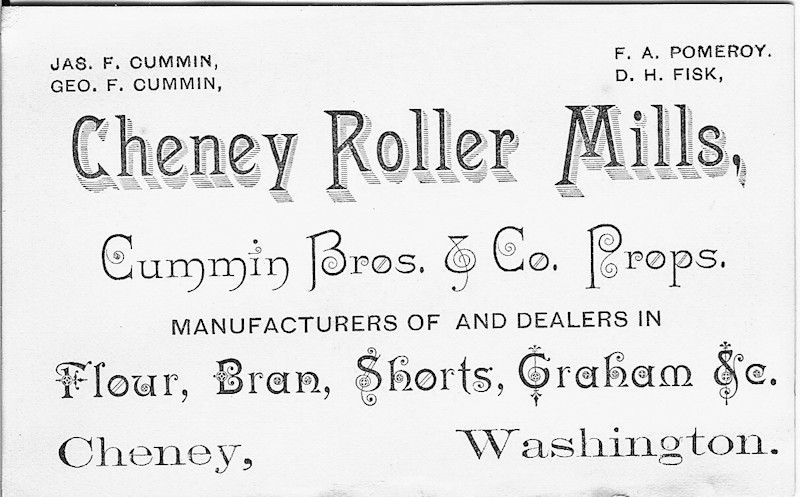 JAS. F. CUMMIN,
GEO. F. CUMMIN,
F. A. POMEROY.
D. H. FISK,
Cheney Roller Mills,
Cummin Bros. & Co. Props.
MANUFACTURERS OF AND DEALERS IN
Flour, Bran, Shorts, Graham &c.
Cheney, Washington.